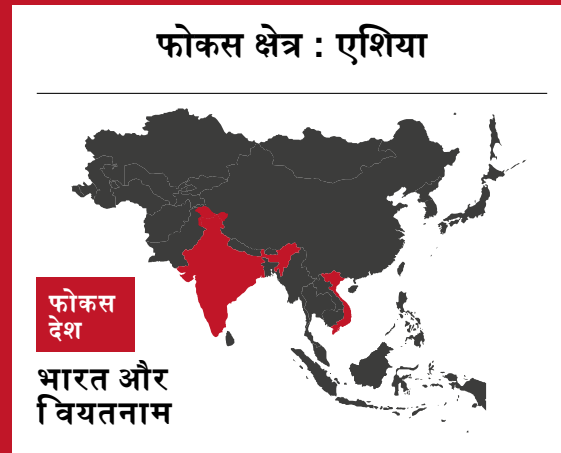 फोकस क्षेत्र : एशिया
फोकस
देश
भारत और
वियतनाम